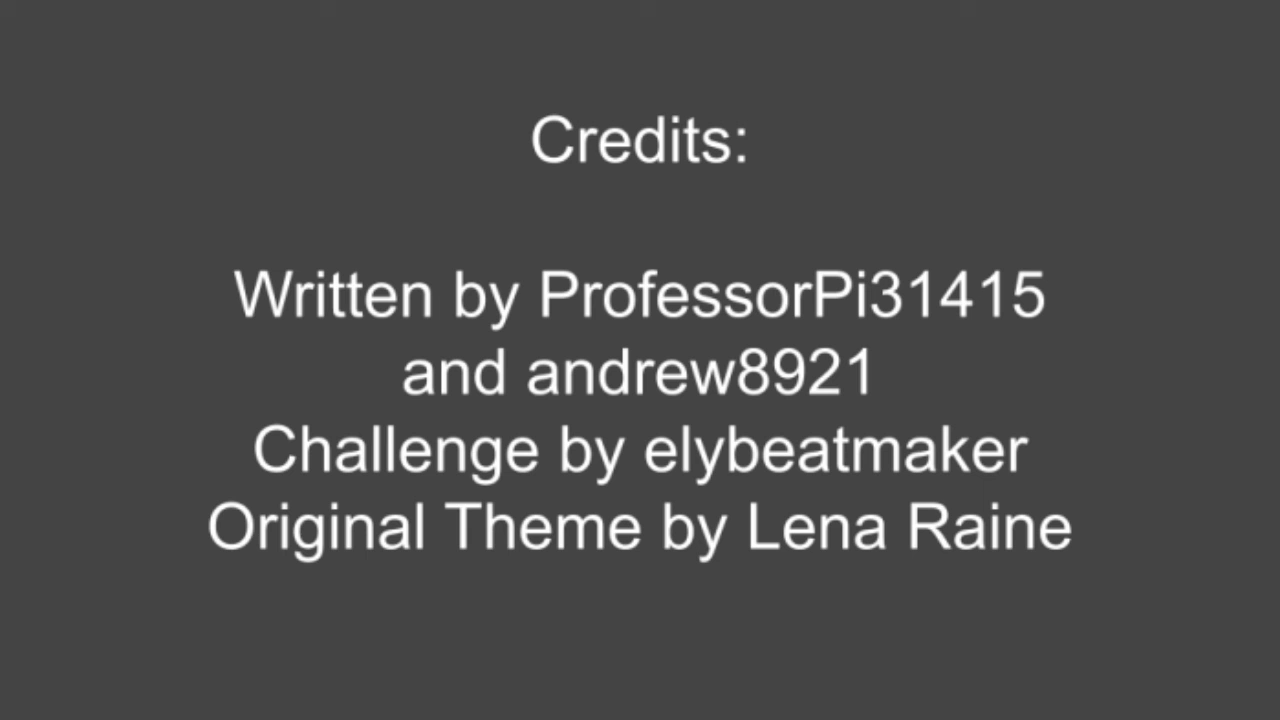 Credits:
Written by ProfessorPi31415
and andrew8921
Challenge by elybeatmaker
Original Theme by Lena Raine